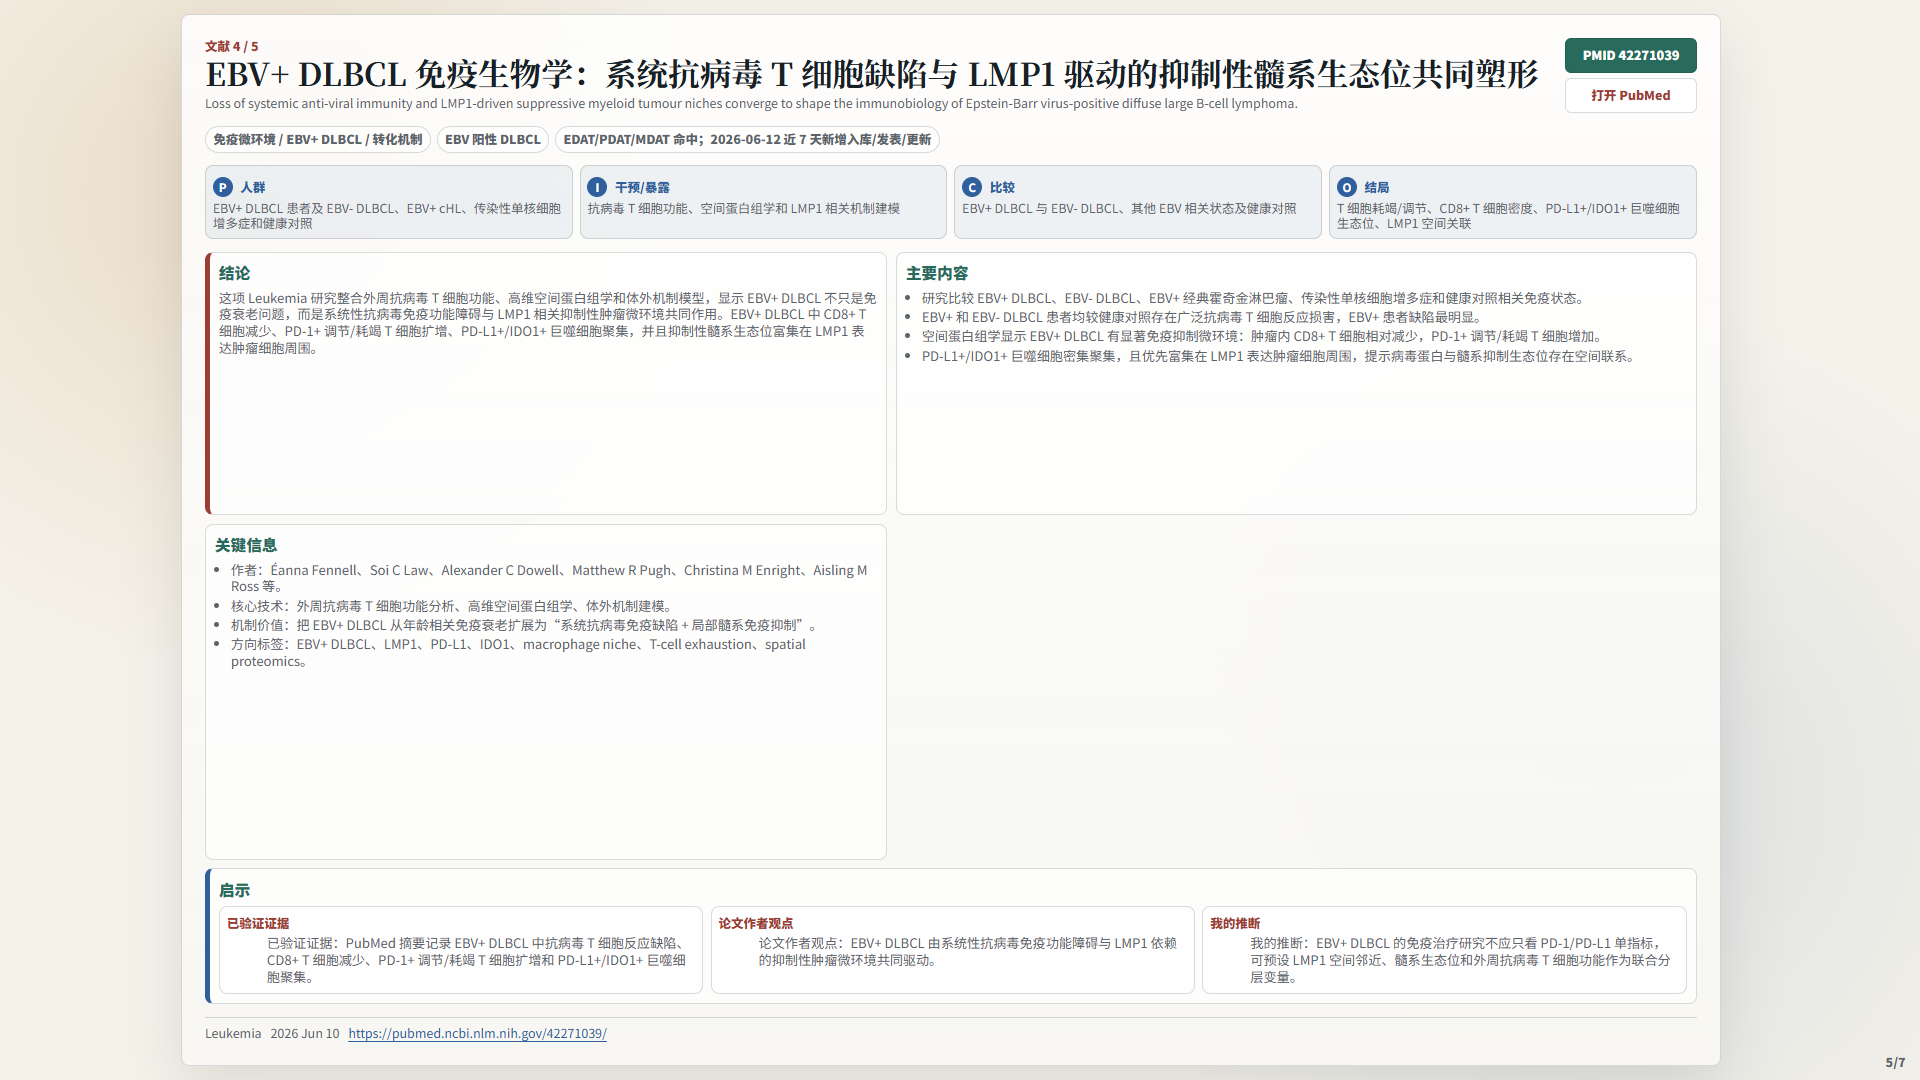 文献 4 / 5
EBV+ DLBCL 免疫生物学：系统抗病毒 T 细胞缺陷与 LMP1 驱动的抑制性髓系生态位共同塑形
Loss of systemic anti-viral immunity and LMP1-driven suppressive myeloid tumour niches converge to shape the immunobiology of Epstein-Barr virus-positive diffuse large B-cell lymphoma.
PMID 42271039
打开 PubMed
免疫微环境 / EBV+ DLBCL / 转化机制
EBV 阳性 DLBCL
EDAT/PDAT/MDAT 命中；2026-06-12 近 7 天新增入库/发表/更新
P 人群
EBV+ DLBCL 患者及 EBV- DLBCL、EBV+ cHL、传染性单核细胞
增多症和健康对照
I 干预/暴露
抗病毒 T 细胞功能、空间蛋白组学和 LMP1 相关机制建模
C 比较
EBV+ DLBCL 与 EBV- DLBCL、其他 EBV 相关状态及健康对照
O 结局
T 细胞耗竭/调节、CD8+ T 细胞密度、PD-L1+/IDO1+ 巨噬细胞
生态位、LMP1 空间关联
结论
这项 Leukemia 研究整合外周抗病毒 T 细胞功能、高维空间蛋白组学和体外机制模型，显示 EBV+ DLBCL 不只是免
疫衰老问题，而是系统性抗病毒免疫功能障碍与 LMP1 相关抑制性肿瘤微环境共同作用。EBV+ DLBCL 中 CD8+ T
细胞减少、PD-1+ 调节/耗竭 T 细胞扩增、PD-L1+/IDO1+ 巨噬细胞聚集，并且抑制性髓系生态位富集在 LMP1 表
达肿瘤细胞周围。
主要内容
• 研究比较 EBV+ DLBCL、EBV- DLBCL、EBV+ 经典霍奇金淋巴瘤、传染性单核细胞增多症和健康对照相关免疫状态。
• EBV+ 和 EBV- DLBCL 患者均较健康对照存在广泛抗病毒 T 细胞反应损害，EBV+ 患者缺陷最明显。
• 空间蛋白组学显示 EBV+ DLBCL 有显著免疫抑制微环境：肿瘤内 CD8+ T 细胞相对减少，PD-1+ 调节/耗竭 T 细胞增加。
• PD-L1+/IDO1+ 巨噬细胞密集聚集，且优先富集在 LMP1 表达肿瘤细胞周围，提示病毒蛋白与髓系抑制生态位存在空间联系。
关键信息
• 作者：Éanna Fennell、Soi C Law、Alexander C Dowell、Matthew R Pugh、Christina M Enright、Aisling M
Ross 等。
• 核心技术：外周抗病毒 T 细胞功能分析、高维空间蛋白组学、体外机制建模。
• 机制价值：把 EBV+ DLBCL 从年龄相关免疫衰老扩展为“系统抗病毒免疫缺陷 + 局部髓系免疫抑制”。
• 方向标签：EBV+ DLBCL、LMP1、PD-L1、IDO1、macrophage niche、T-cell exhaustion、spatial
proteomics。
启示
已验证证据
已验证证据：PubMed 摘要记录 EBV+ DLBCL 中抗病毒 T 细胞反应缺陷、
CD8+ T 细胞减少、PD-1+ 调节/耗竭 T 细胞扩增和 PD-L1+/IDO1+ 巨噬细
胞聚集。
论文作者观点
论文作者观点：EBV+ DLBCL 由系统性抗病毒免疫功能障碍与 LMP1 依赖
的抑制性肿瘤微环境共同驱动。
我的推断
我的推断：EBV+ DLBCL 的免疫治疗研究不应只看 PD-1/PD-L1 单指标，
可预设 LMP1 空间邻近、髓系生态位和外周抗病毒 T 细胞功能作为联合分
层变量。
Leukemia 2026 Jun 10 https://pubmed.ncbi.nlm.nih.gov/42271039/
5/7